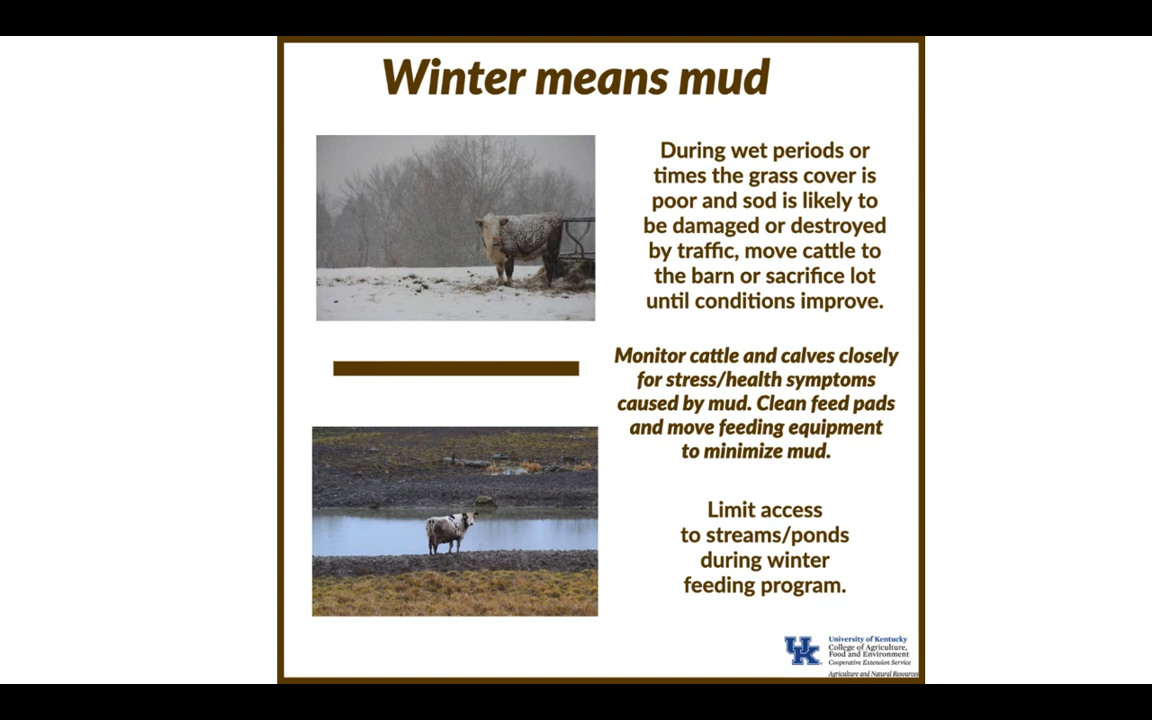 Winter means mud
During wet periods or
times the grass cover is
poor and sod is likely to
be damaged or destroyed
by traffic, move cattle to
the barn or sacrifice lot
until conditions improve.
Monitor cattle and calves closely
for stress/health symptoms
caused by mud. Clean feed pads
and move feeding equipment
to minimize mud.
Limit access
to streams/ponds
during winter
feeding program.
UK
University of Kentucky
College of Agriculture,
Food and Environment
Cooperative Extension Service
Agriculture and Natural Resources